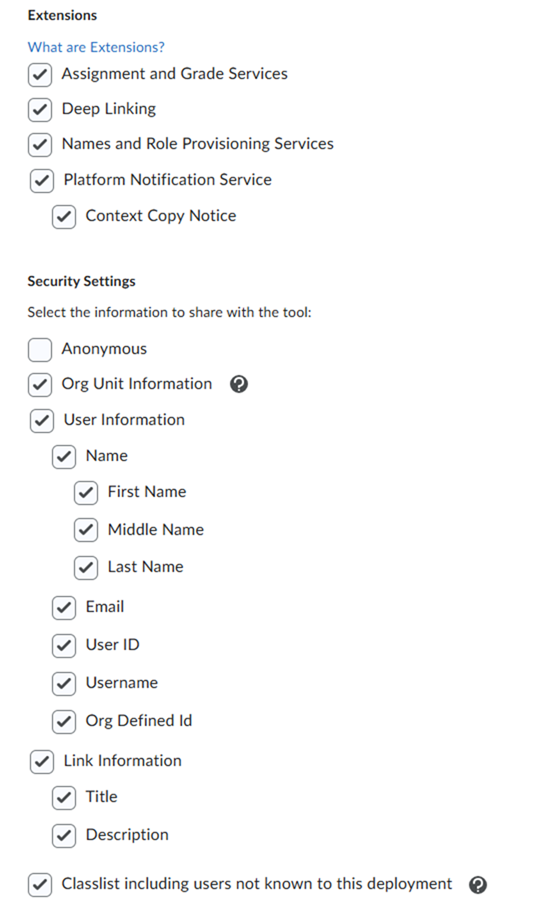 Extensions
What are Extensions?
Assignment and Grade Services
Deep Linking
Names and Role Provisioning Services
Platform Notification Service
Context Copy Notice
Security Settings
Select the information to share with the tool:
Anonymous
Org Unit Information
User Information
Name
First Name
Middle Name
Last Name
Email
User ID
Username
Org Defined Id
Link Information
Title
Description
Classlist including users not known to this deployment